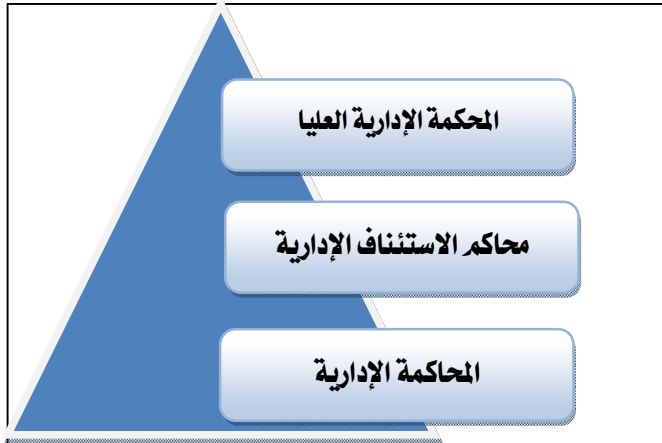 المحكمة الإدارية العليا
محاكم الاستئناف الإدارية
المحاكمة الإدارية